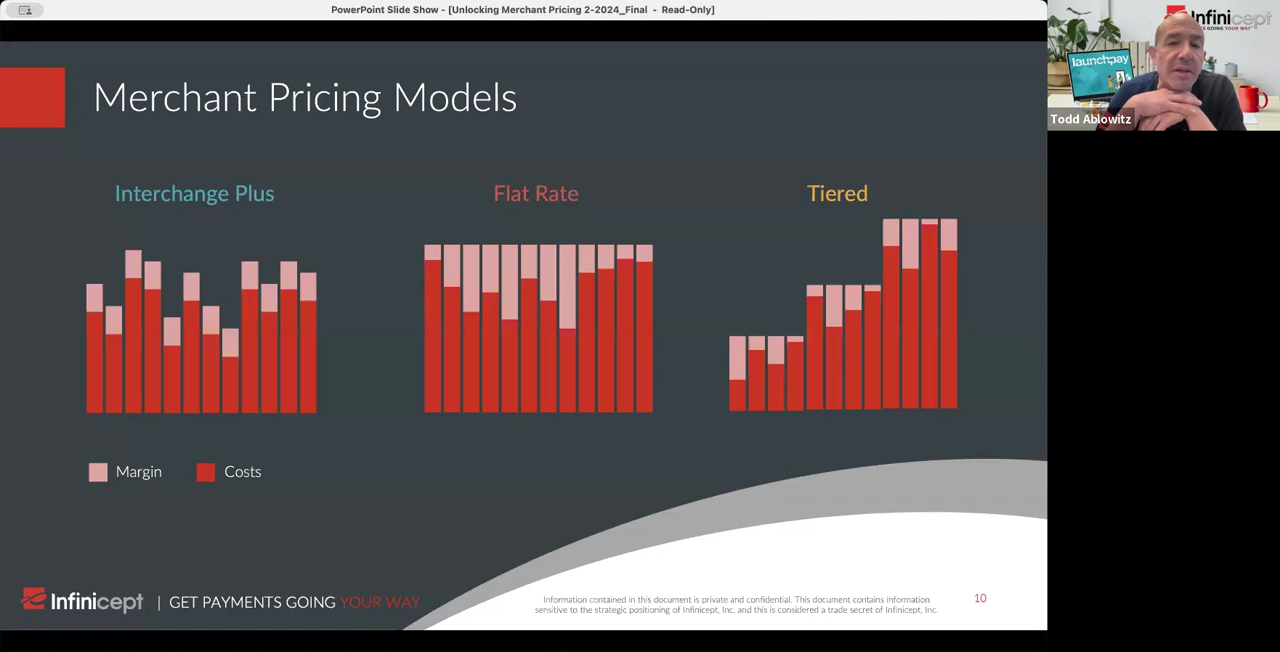 PowerPoint Slide Show - [Unlocking Merchant Pricing 2-2024_Final - Read-Only]
Infinicept
launchpay
Todd Ablowitz
Merchant Pricing Models
Interchange Plus
Flat Rate
Tiered
Margin
Costs
Infinicept | GET PAYMENTS GOING YOUR WAY
Information contained in this document is private and confidential. This document contains information
sensitive to the strategic positioning of Infinicept, Inc. and this is considered a trade secret of Infinicept, Inc.
10